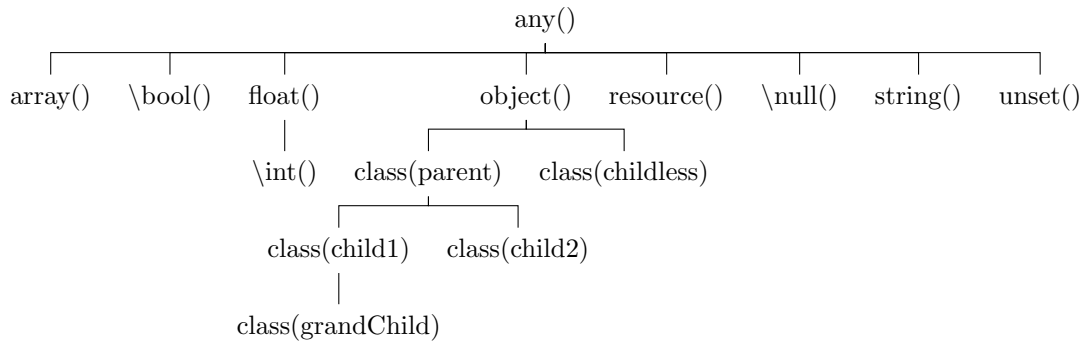 any()
array() \bool() float() object() resource() \null() string() unset()
\int() class(parent) class(childless)
class(child1) class(child2)
class(grandChild)